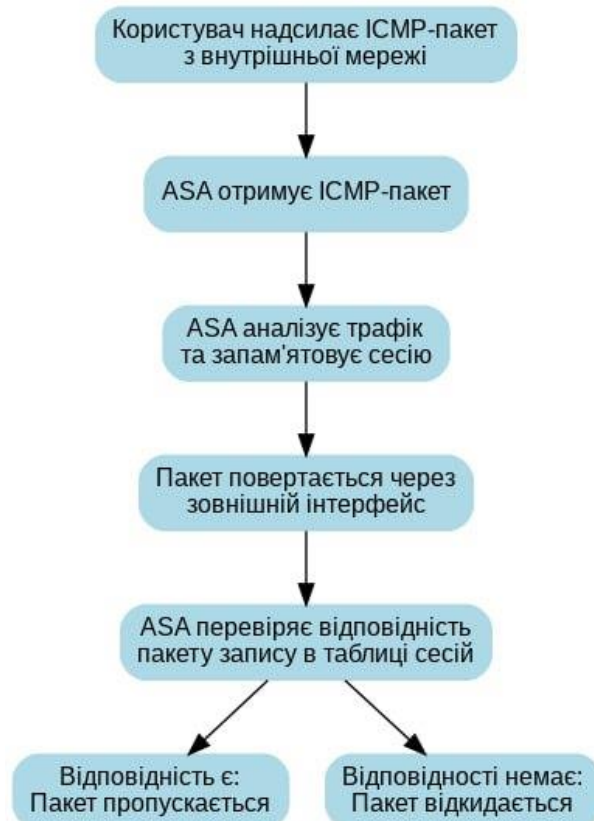 Користувач надсилає ICMP-пакет
з внутрішньої мережі
ASA отримує ICMP-пакет
ASA аналізує трафік
та запам'ятовує сесію
Пакет повертається через
зовнішній інтерфейс
ASA перевіряє відповідність
пакету запису в таблиці сесій
Відповідність є:
Пакет пропускається
Відповідності немає:
Пакет відкидається